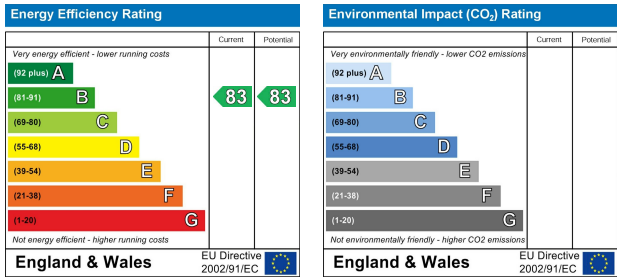 Energy Efficiency Rating
Current Potential
Very energy efficient - lower running costs
(92 plus) A
(81-91) B 83 83
(69-80) C
(55-68) D
(39-54) E
(21-38) F
(1-20) G
Not energy efficient - higher running costs
England & Wales
EU Directive
2002/91/EC
Environmental Impact (CO2) Rating
Current Potential
Very environmentally friendly - lower CO2 emissions
(92 plus) A
(81-91) B
(69-80) C
(55-68) D
(39-54) E
(21-38) F
(1-20) G
Not environmentally friendly - higher CO2 emissions
England & Wales
EU Directive
2002/91/EC